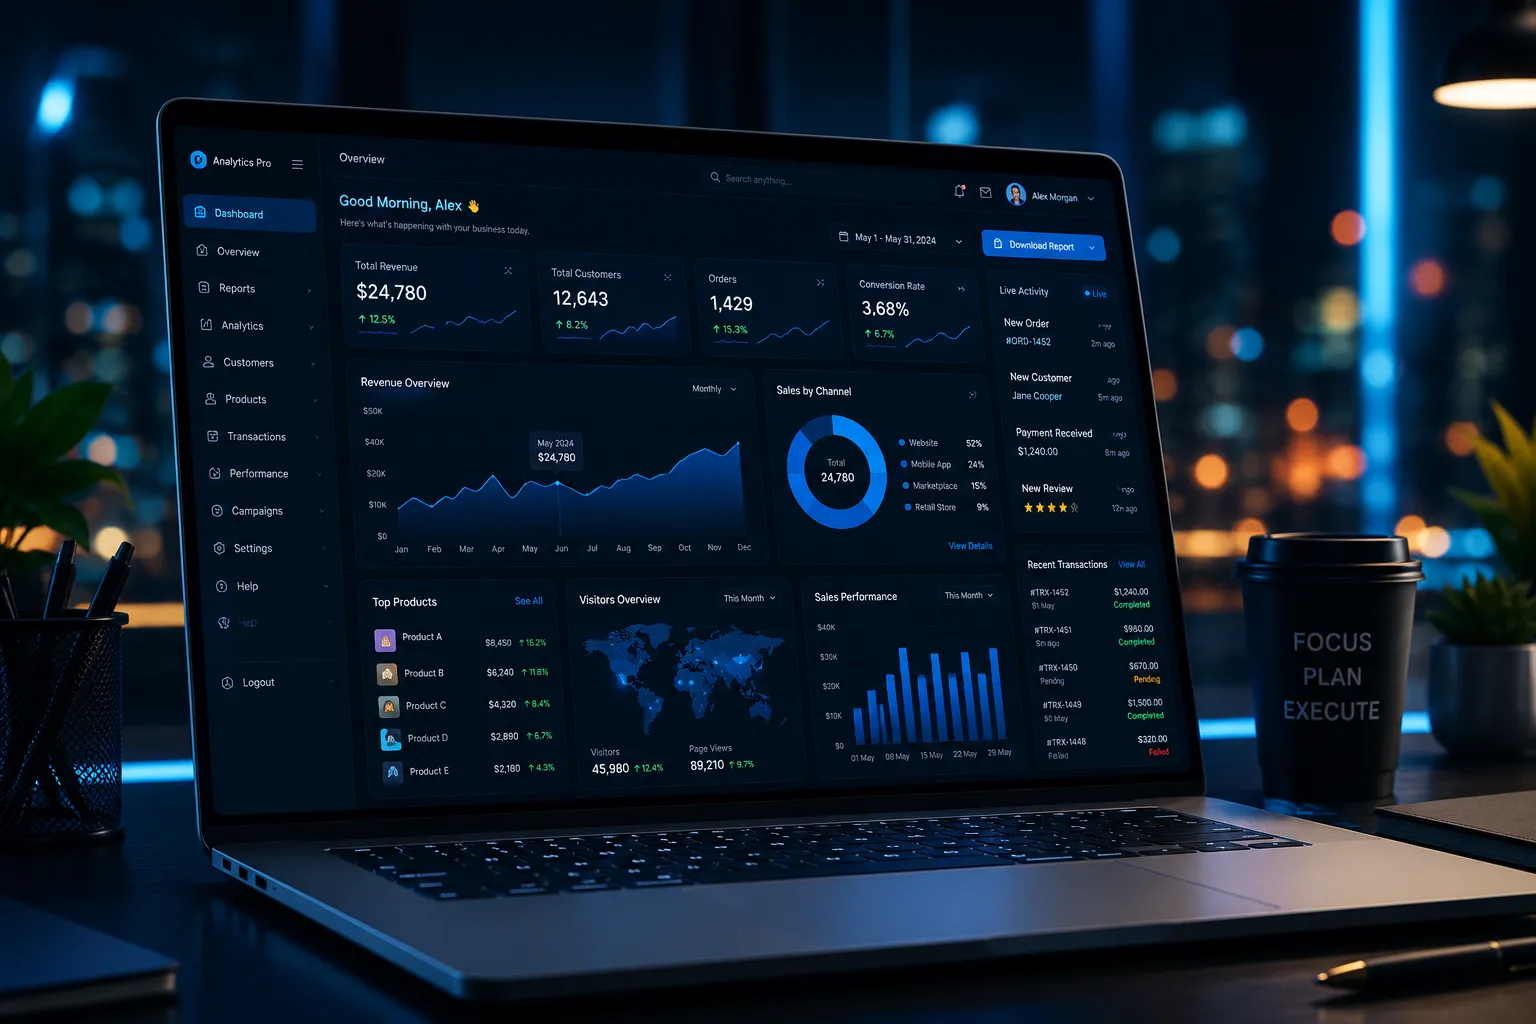 Analytics Pro
Overview
Search anything...
Alex Morgan
Good Morning, Alex 👋
Here's what's happening with your business today.
May 1 - May 31, 2024
Download Report
Dashboard
Overview
Reports
Analytics
Customers
Products
Transactions
Performance
Campaigns
Settings
Help
Help
Logout
Total Revenue
$24,780
↑ 12.5%
Total Customers
12,643
↑ 8.2%
Orders
1,429
↑ 15.3%
Conversion Rate
3,68%
↑ 6.7%
Live Activity
Live
New Order
#ORD-1452
2m ago
New Customer
ago
Jane Cooper
5m ago
Payment Received
$1,240.00
8m ago
New Review
12m ago
Revenue Overview
Monthly
$50K
$40K
$20K
$10K
$0
May 2024
$24,780
Jan Feb Mar Apr May Jun Jul Aug Sep Oct Nov Dec
Sales by Channel
Total
24,780
Website 52%
Mobile App 24%
Marketplace 15%
Retail Store 9%
View Details
Top Products
See All
Product A $8,450 ↑ 15.2%
Product B $6,240 ↑ 11.8%
Product C $4,320 ↑ 8.4%
Product D $2,890 ↑ 6.7%
Product E $2,180 ↑ 4.3%
Visitors Overview
This Month
Visitors
45,980 ↑ 12.4%
Page Views
89,210 ↑ 9.7%
Sales Performance
This Month
$40K
$30K
$20K
$10K
$0
01 May 08 May 15 May 22 May 29 May
Recent Transactions
View All
#TRX-1452 $1,240.00
May Completed
#TRX-1451 $980.00
ago Completed
#TRX-1450 $670.00
Pending Pending
#TRX-1449 $1,500.00
May Completed
#TRX-1448 $320.00
Failed Failed
FOCUS
PLAN
EXECUTE